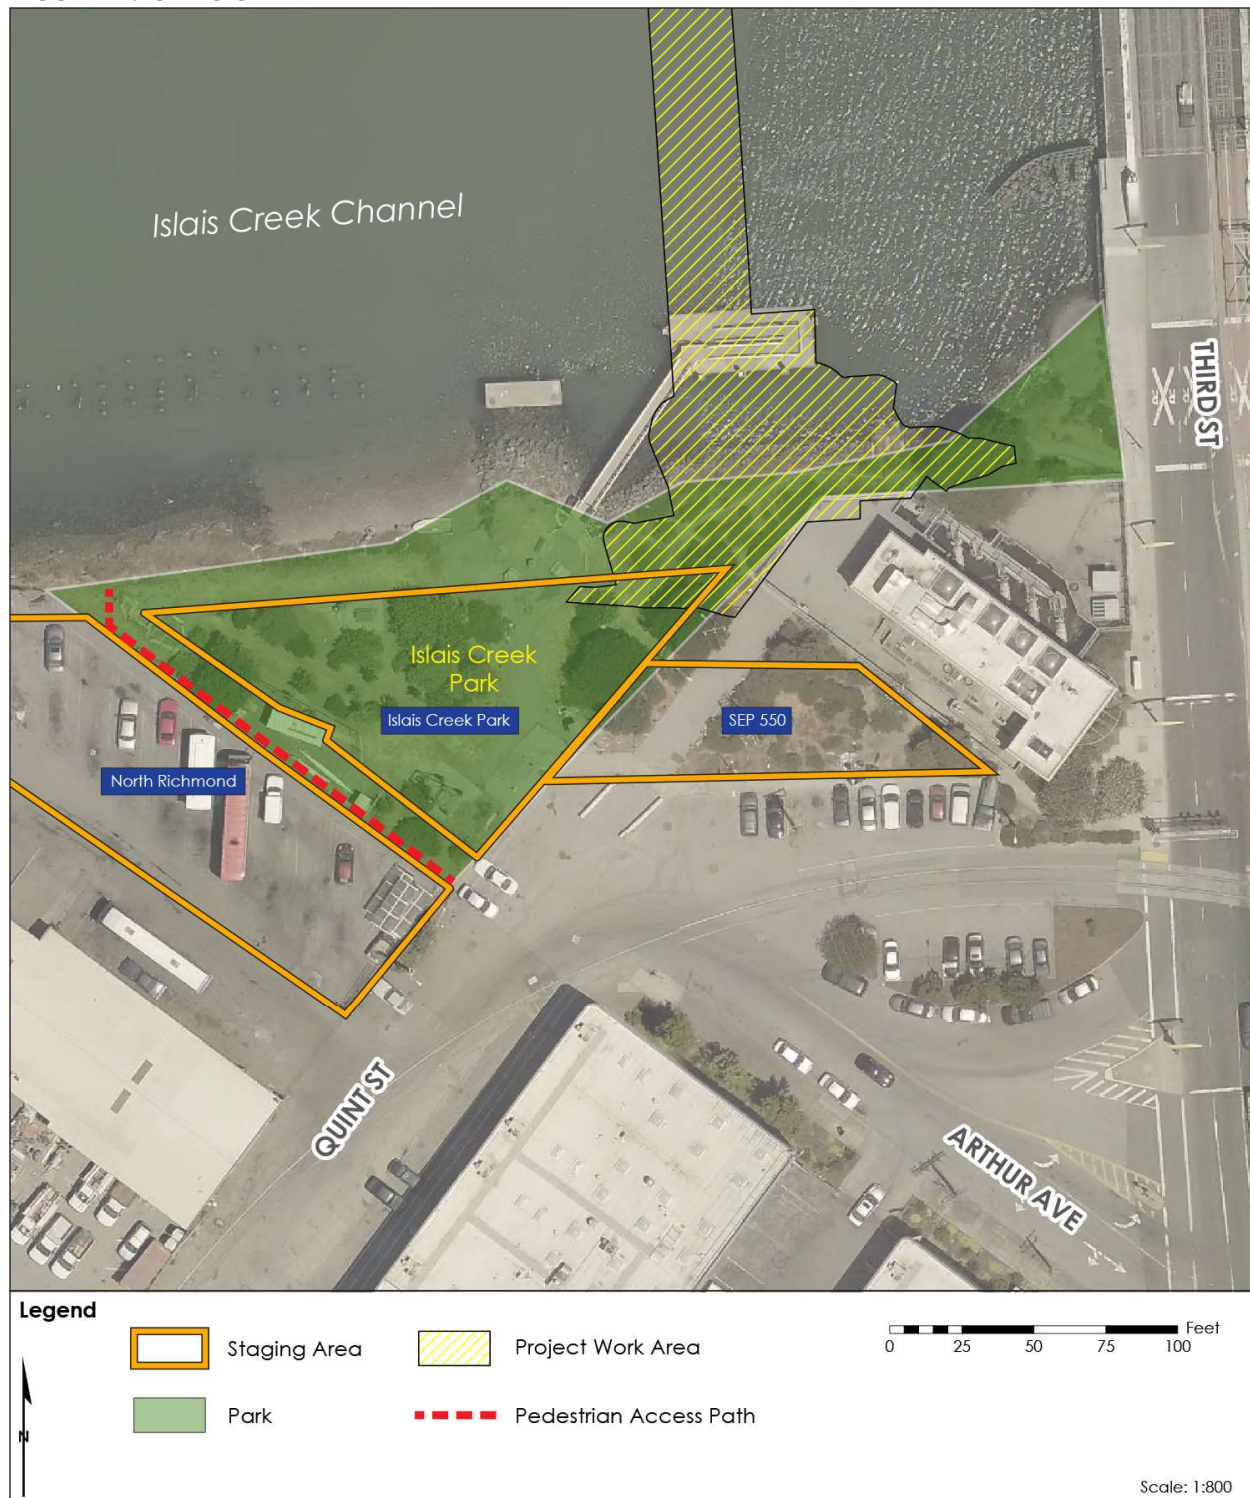 Islais Creek Channel
THIRD ST
Islais Creek
Park
Islais Creek Park
SEP 550
North Richmond
QUINT ST
ARTHUR AVE
Legend
Staging Area
Project Work Area
Park
Pedestrian Access Path
0 25 50 75 100
Feet
N
Scale: 1:800